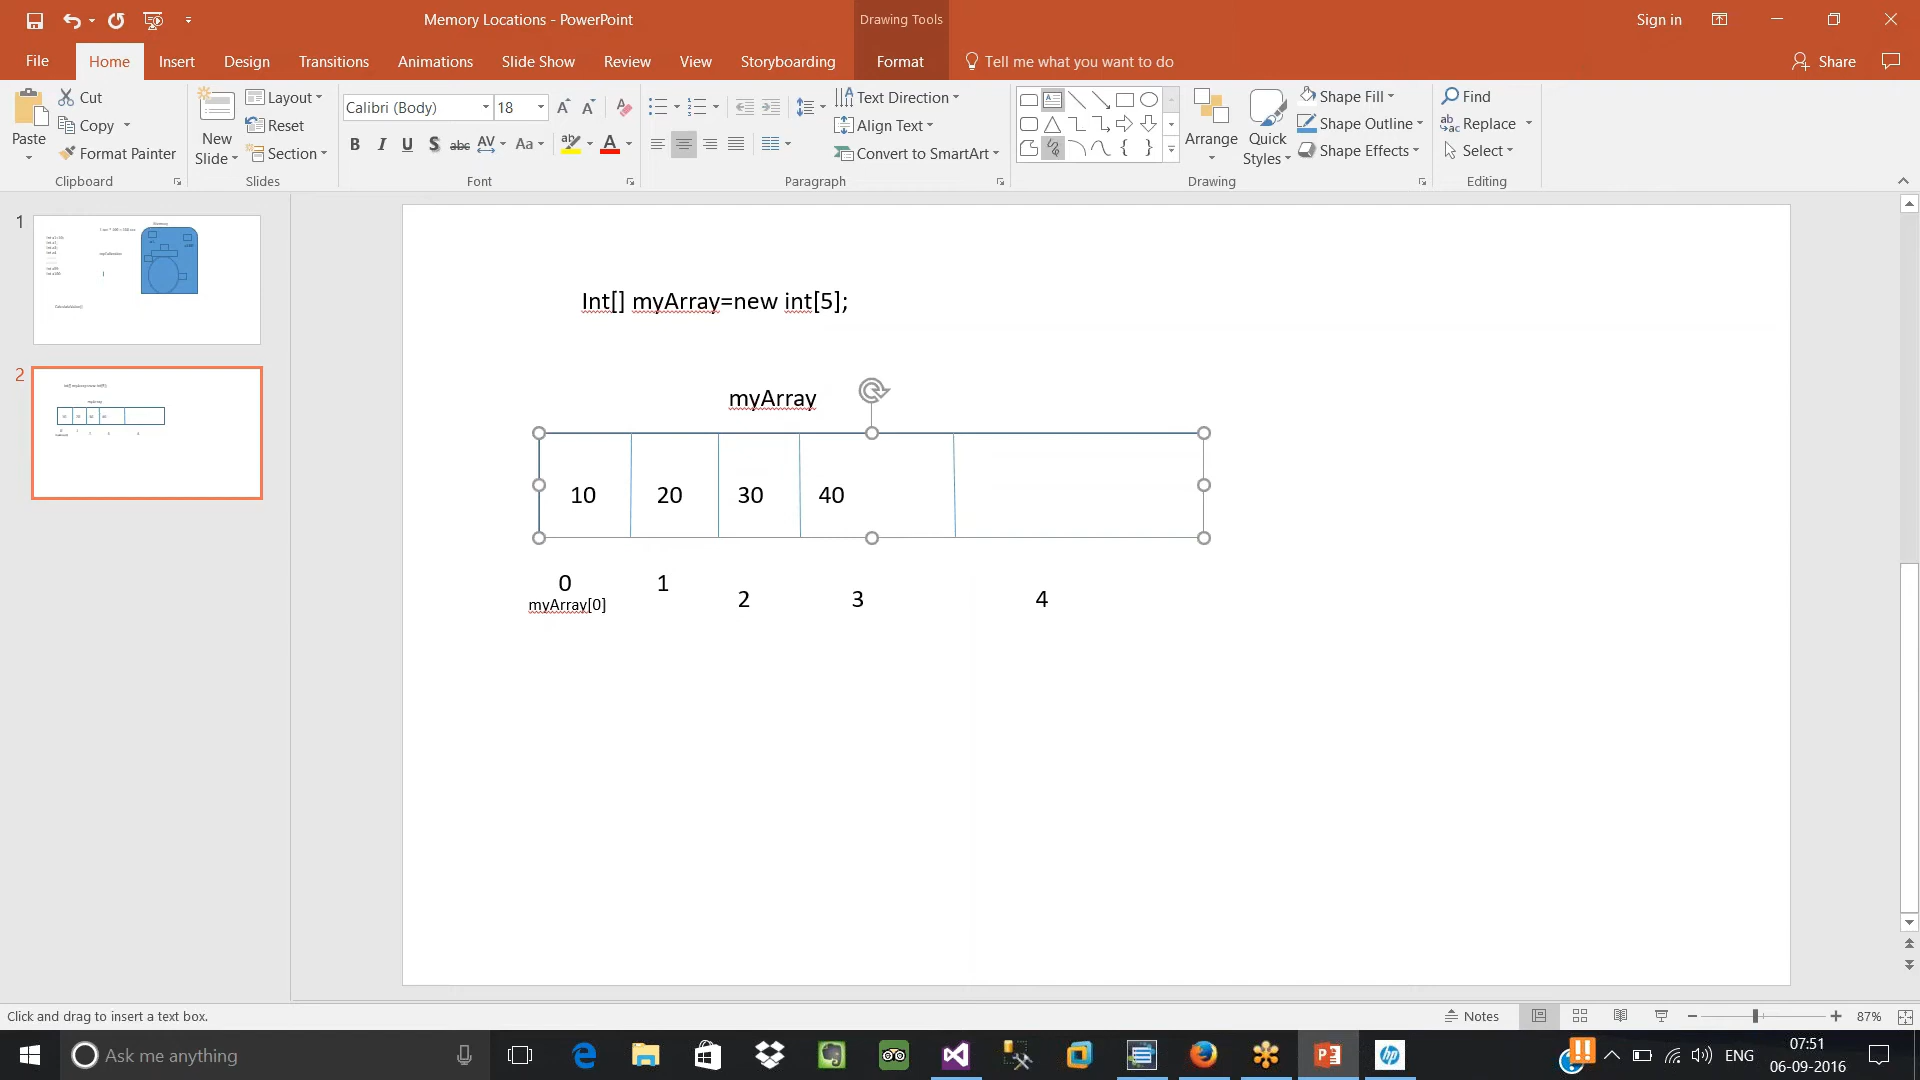 Memory Locations - PowerPoint
Drawing Tools
Sign in
File
Home
Insert
Design
Transitions
Animations
Slide Show
Review
View
Storyboarding
Format
Tell me what you want to do
Share
Paste
Cut
Copy
Format Painter
Clipboard
New
Slide
Layout
Reset
Section
Slides
Calibri (Body)
18
B I U S abc AV Aa A
Font
Text Direction
Align Text
Convert to SmartArt
Paragraph
Arrange
Quick
Styles
Shape Fill
Shape Outline
Shape Effects
Drawing
Find
Replace
Select
Editing
1
2
Int[] myArray=new int[5];
myArray
10 20 30 40
0 1 2 3 4
myArray[0]
Click and drag to insert a text box.
Notes
87%
Ask me anything
ENG
07:51
06-09-2016